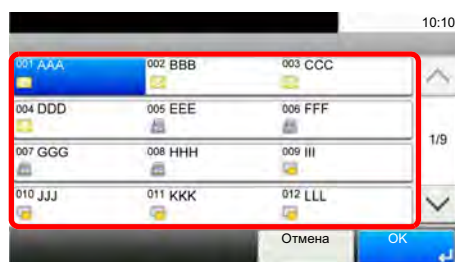 10:10
001 AAA 002 BBB 003 CCC
004 DDD 005 EEE 006 FFF
1/9
007 GGG 008 HHH 009 III
010 JJJ 011 KKK 012 LLL
Отмена OK